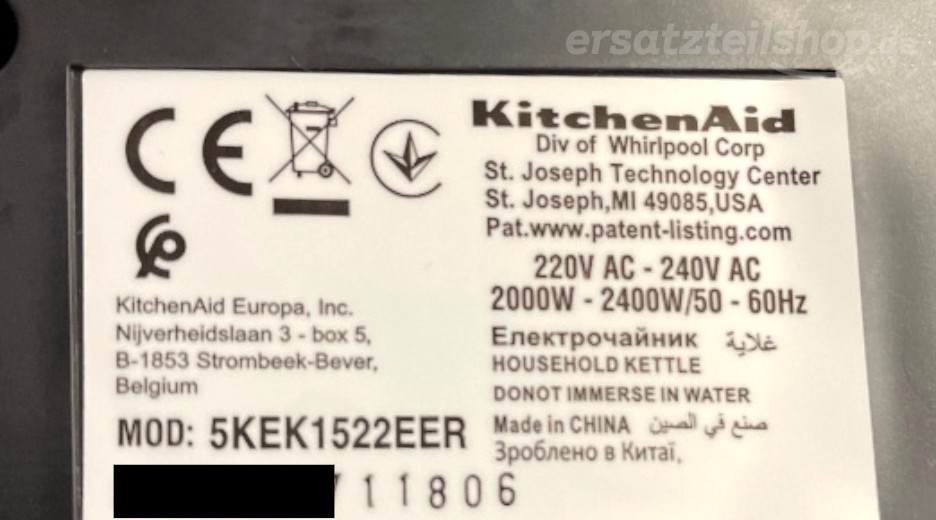 ersatzteilshop.de
KitchenAid
Div of Whirlpool Corp
St. Joseph Technology Center
St. Joseph,MI 49085,USA
Pat.www.patent-listing.com
220V AC - 240V AC
2000W - 2400W/50 - 60Hz
KitchenAid Europa, Inc.
Nijverheidslaan 3 - box 5,
B-1853 Strombeek-Bever,
Belgium
Електрочайник غلاية
HOUSEHOLD KETTLE
DONOT IMMERSE IN WATER
MOD: 5KEK1522EER
Made in CHINA صنع في الصين
Зроблено в Китаї,
11806